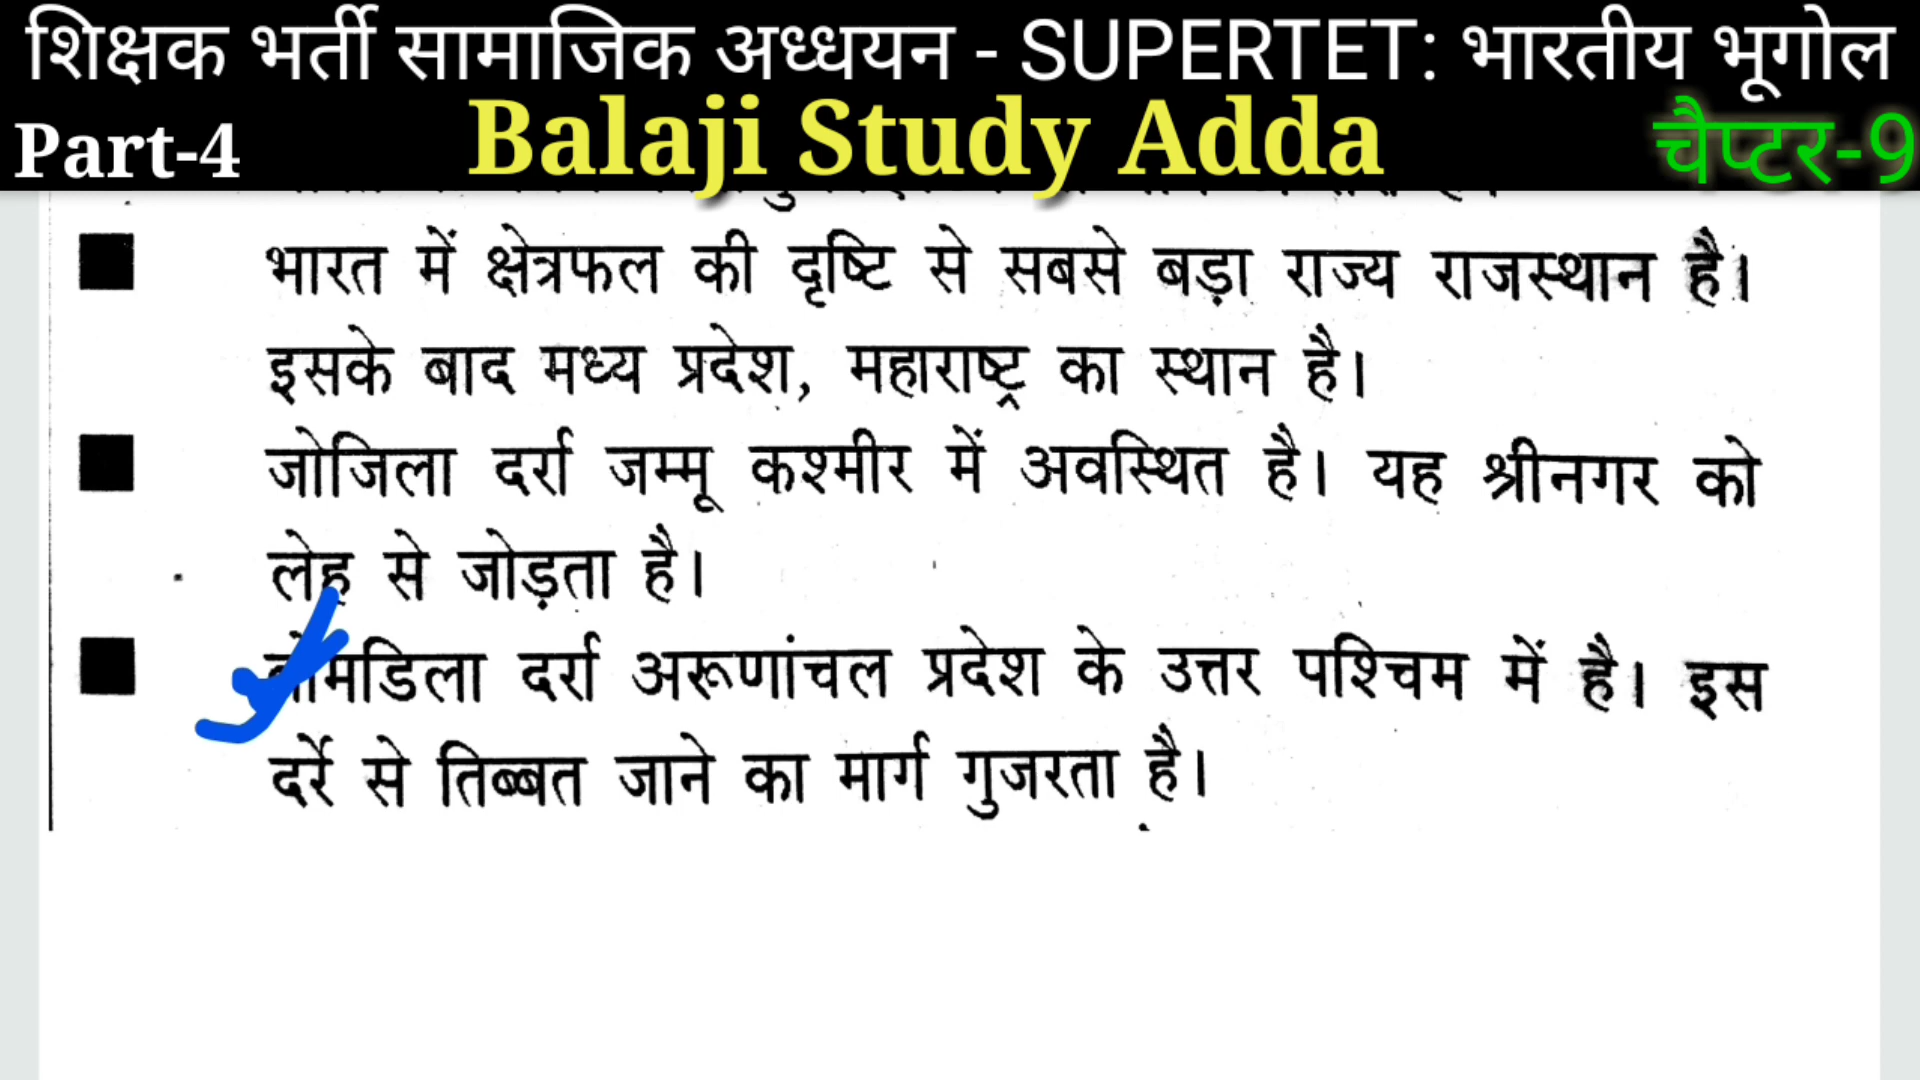 शिक्षक भर्ती सामाजिक अध्धयन - SUPERTET: भारतीय भूगोल
Part-4 Balaji Study Adda चैप्टर-9
भारत में क्षेत्रफल की दृष्टि से सबसे बड़ा राज्य राजस्थान है।
इसके बाद मध्य प्रदेश, महाराष्ट्र का स्थान है।
जोजिला दर्रा जम्मू कश्मीर में अवस्थित है। यह श्रीनगर को
लेह से जोड़ता है।
बोमडिला दर्रा अरूणांचल प्रदेश के उत्तर पश्चिम में है। इस
दर्रे से तिब्बत जाने का मार्ग गुजरता है।